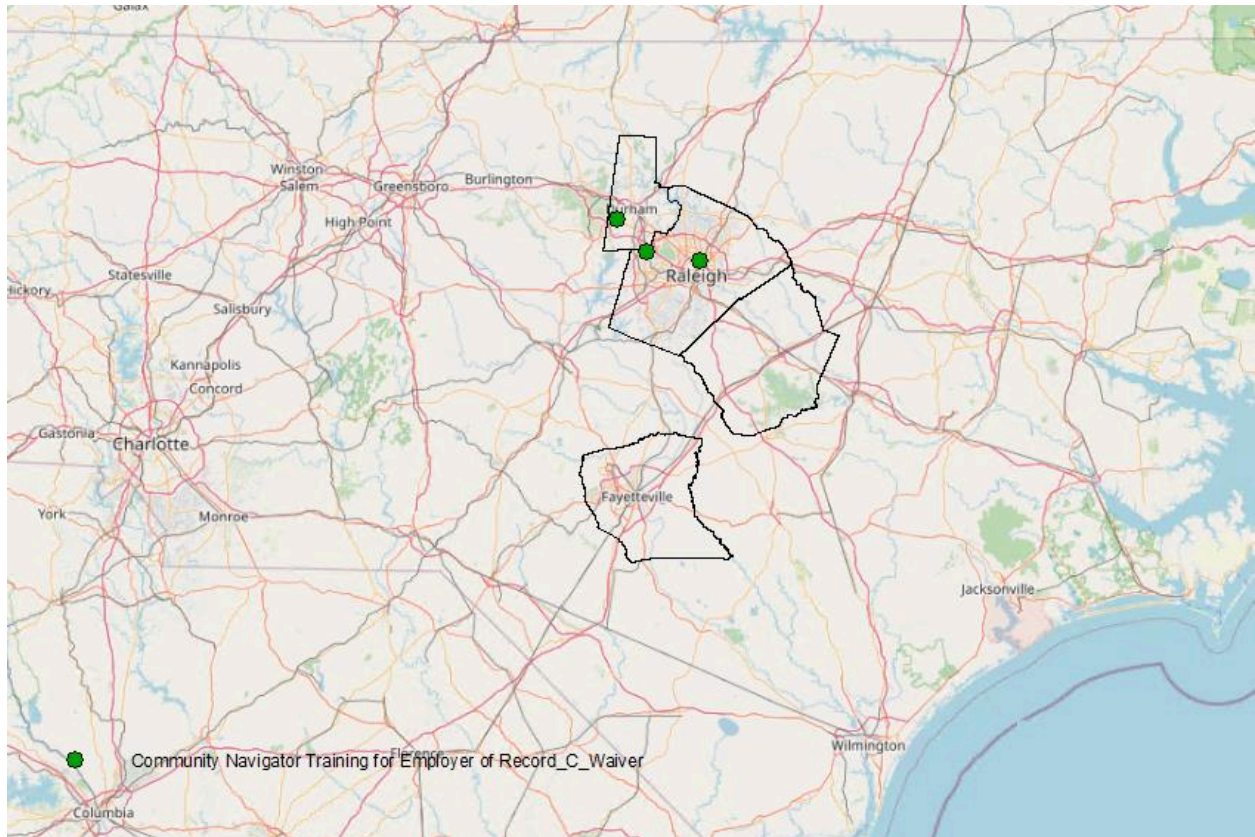 Galax
Winston
Salem
Greensboro
Burlington
High Point
Durham
Statesville
Hickory
Salisbury
Raleigh
Kannapolis
Concord
Gastonia
Charlotte
York
Monroe
Fayetteville
Jacksonville
Wilmington
Florence
Community Navigator Training for Employer of Record_C_Waiver
Columbia